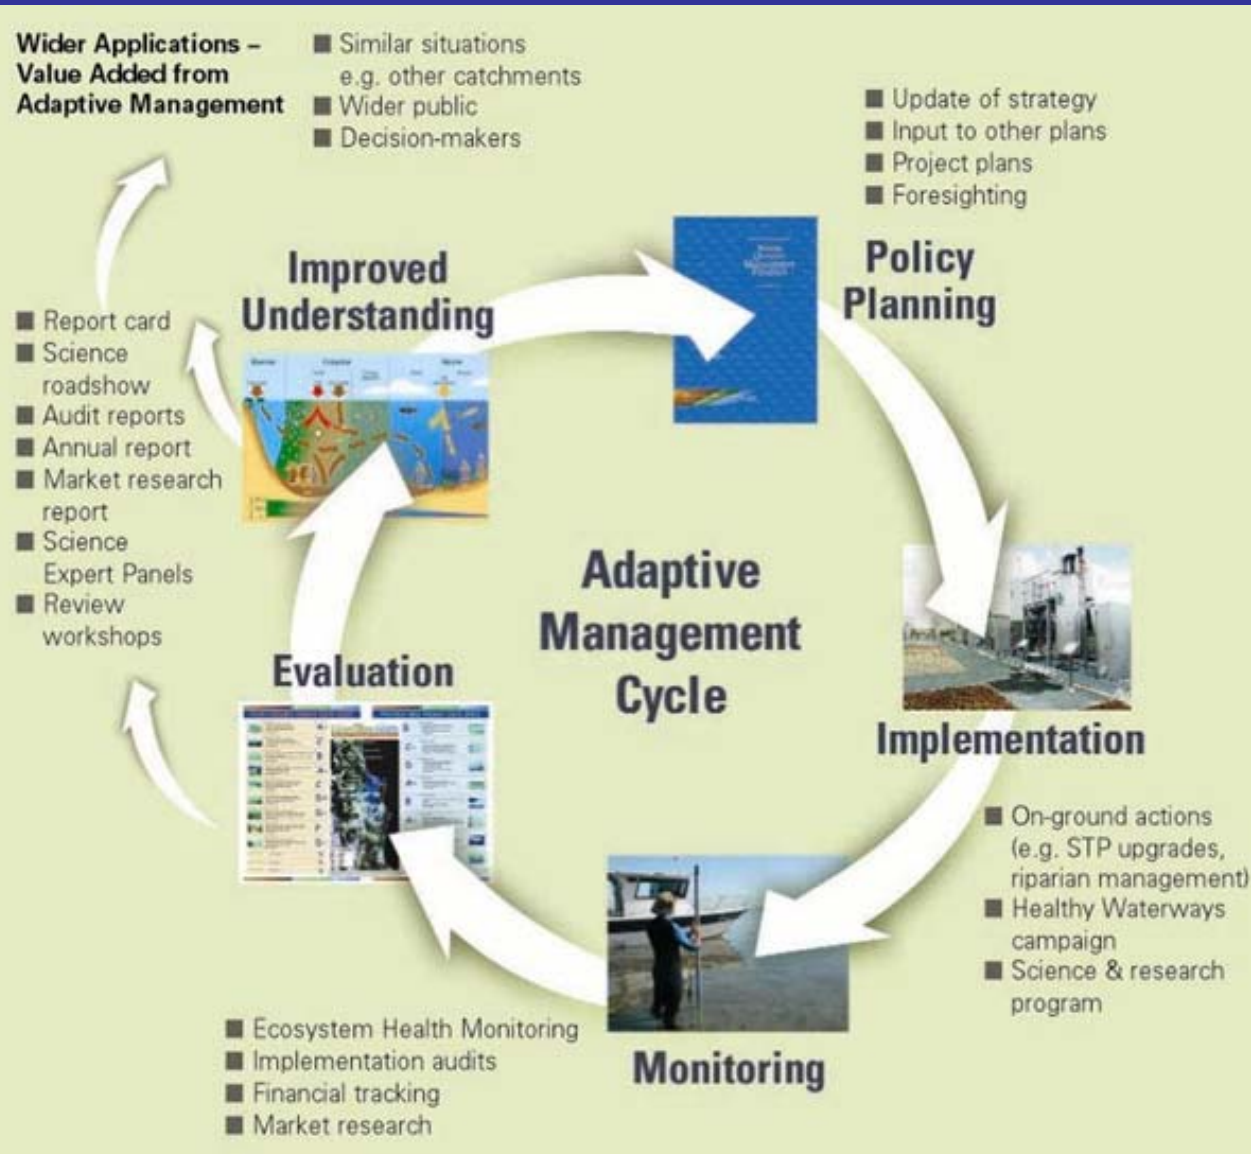 Wider Applications –
Value Added from
Adaptive Management
■ Similar situations
e.g. other catchments
■ Wider public
■ Decision-makers
■ Update of strategy
■ Input to other plans
■ Project plans
■ Foresighting
Policy
Planning
Improved
Understanding
■ Report card
■ Science
roadshow
■ Audit reports
■ Annual report
■ Market research
report
■ Science
Expert Panels
■ Review
workshops
Adaptive
Management
Cycle
Evaluation
Implementation
■ On-ground actions
(e.g. STP upgrades,
riparian management)
■ Healthy Waterways
campaign
■ Science & research
program
Monitoring
■ Ecosystem Health Monitoring
■ Implementation audits
■ Financial tracking
■ Market research